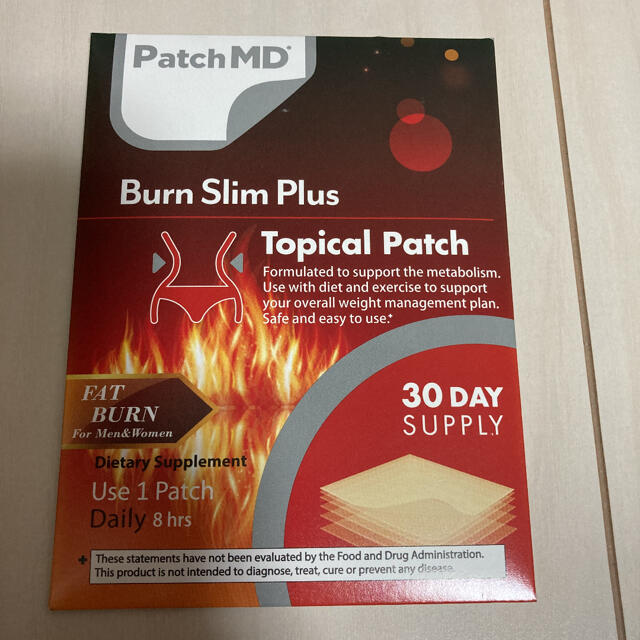 PatchMD®
Burn Slim Plus
Topical Patch
Formulated to support the metabolism.
Use with diet and exercise to support
your overall weight management plan.
Safe and easy to use.*
FAT
BURN
For Men&Women
30 DAY
SUPPLY
Dietary Supplement
Use 1 Patch
Daily 8 hrs
These statements have not been evaluated by the Food and Drug Administration.
This product is not intended to diagnose, treat, cure or prevent any disease.